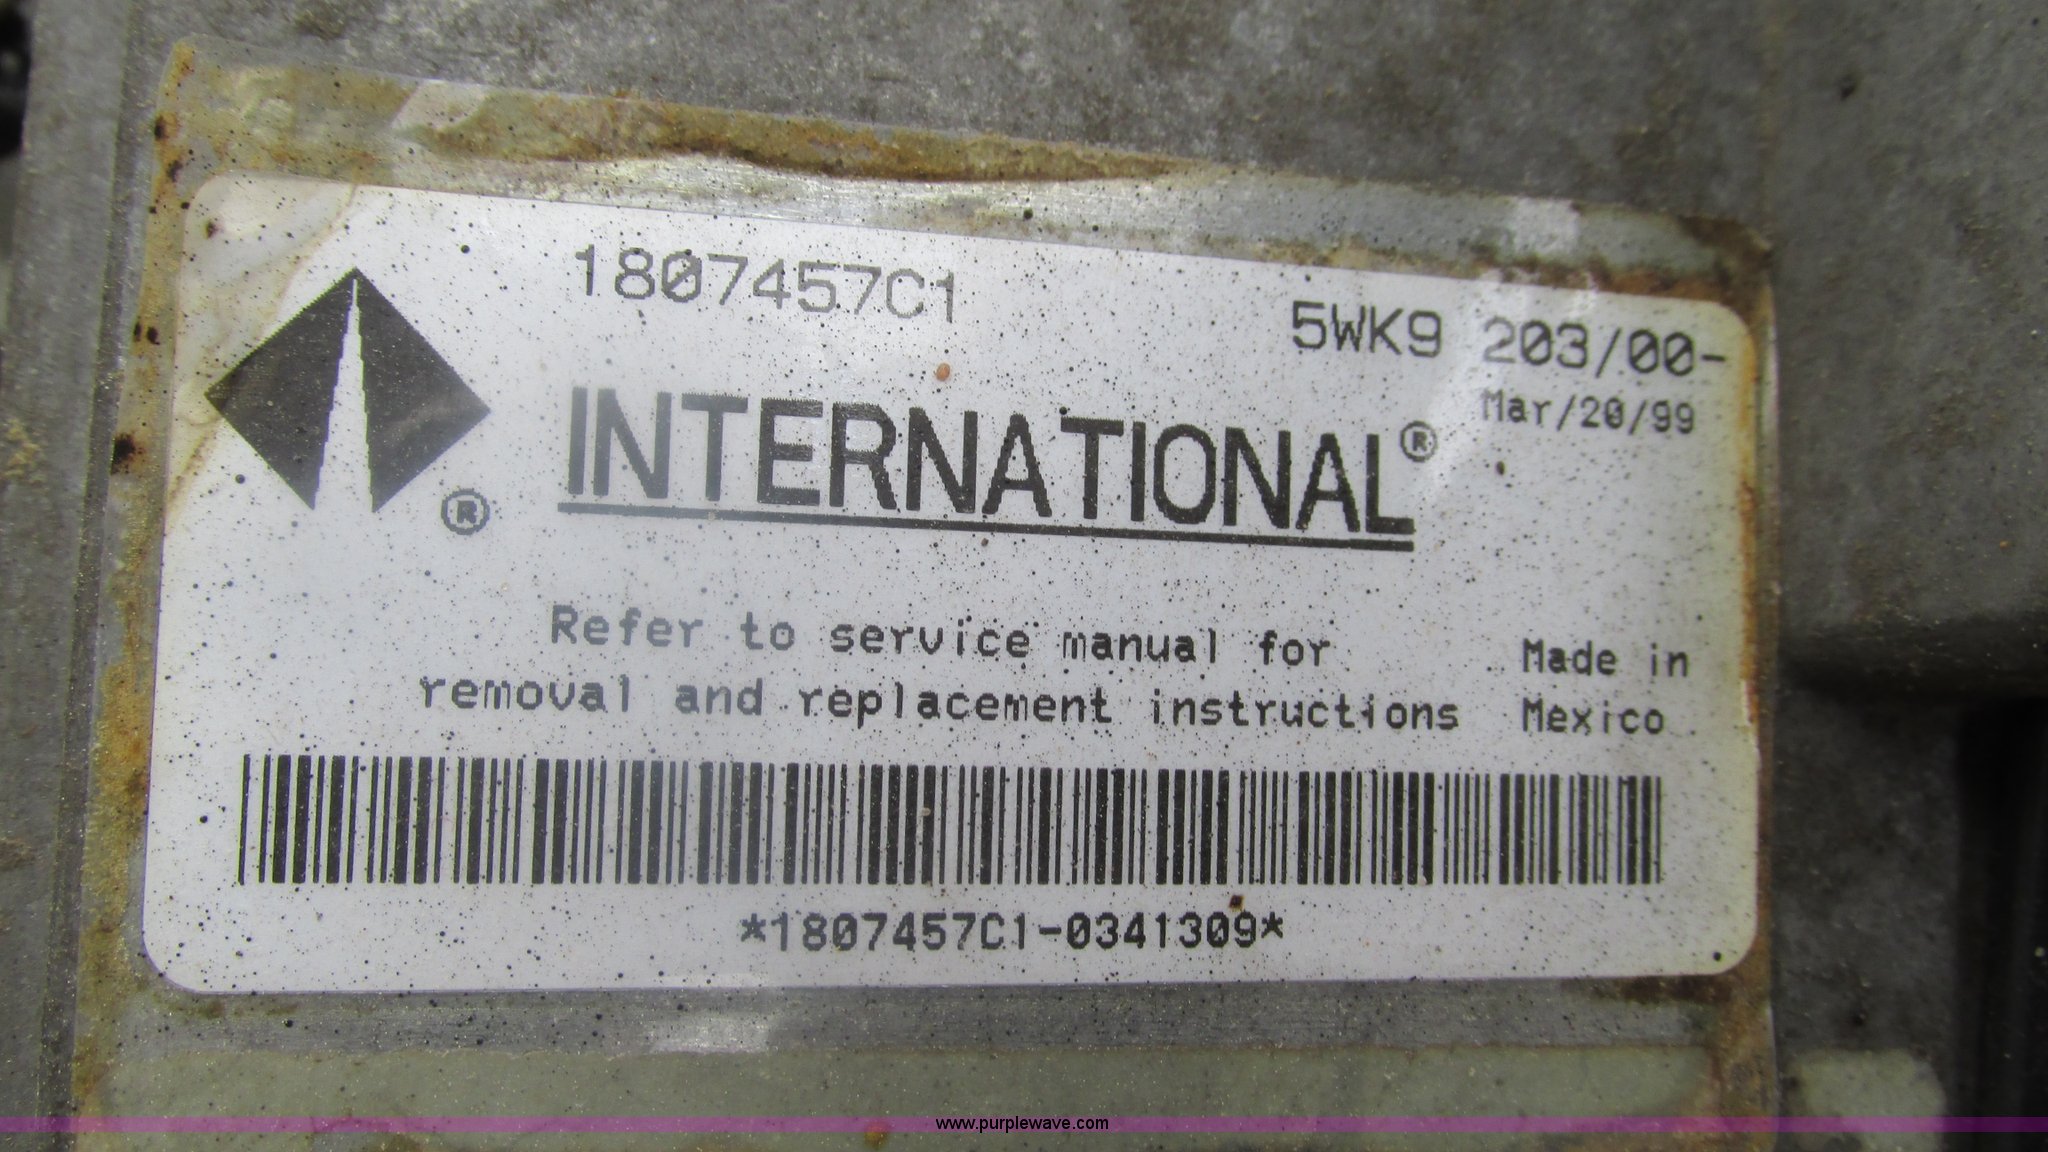 1807457C1
5WK9 203/00-
Mar/20/99
INTERNATIONAL®
®
Refer to service manual for
removal and replacement instructions
Made in
Mexico
*1807457C1-0341309*
www.purplewave.com